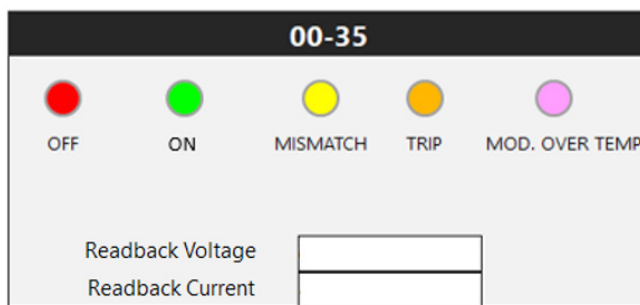 00-35
OFF ON MISMATCH TRIP MOD. OVER TEMP
Readback Voltage
Readback Current